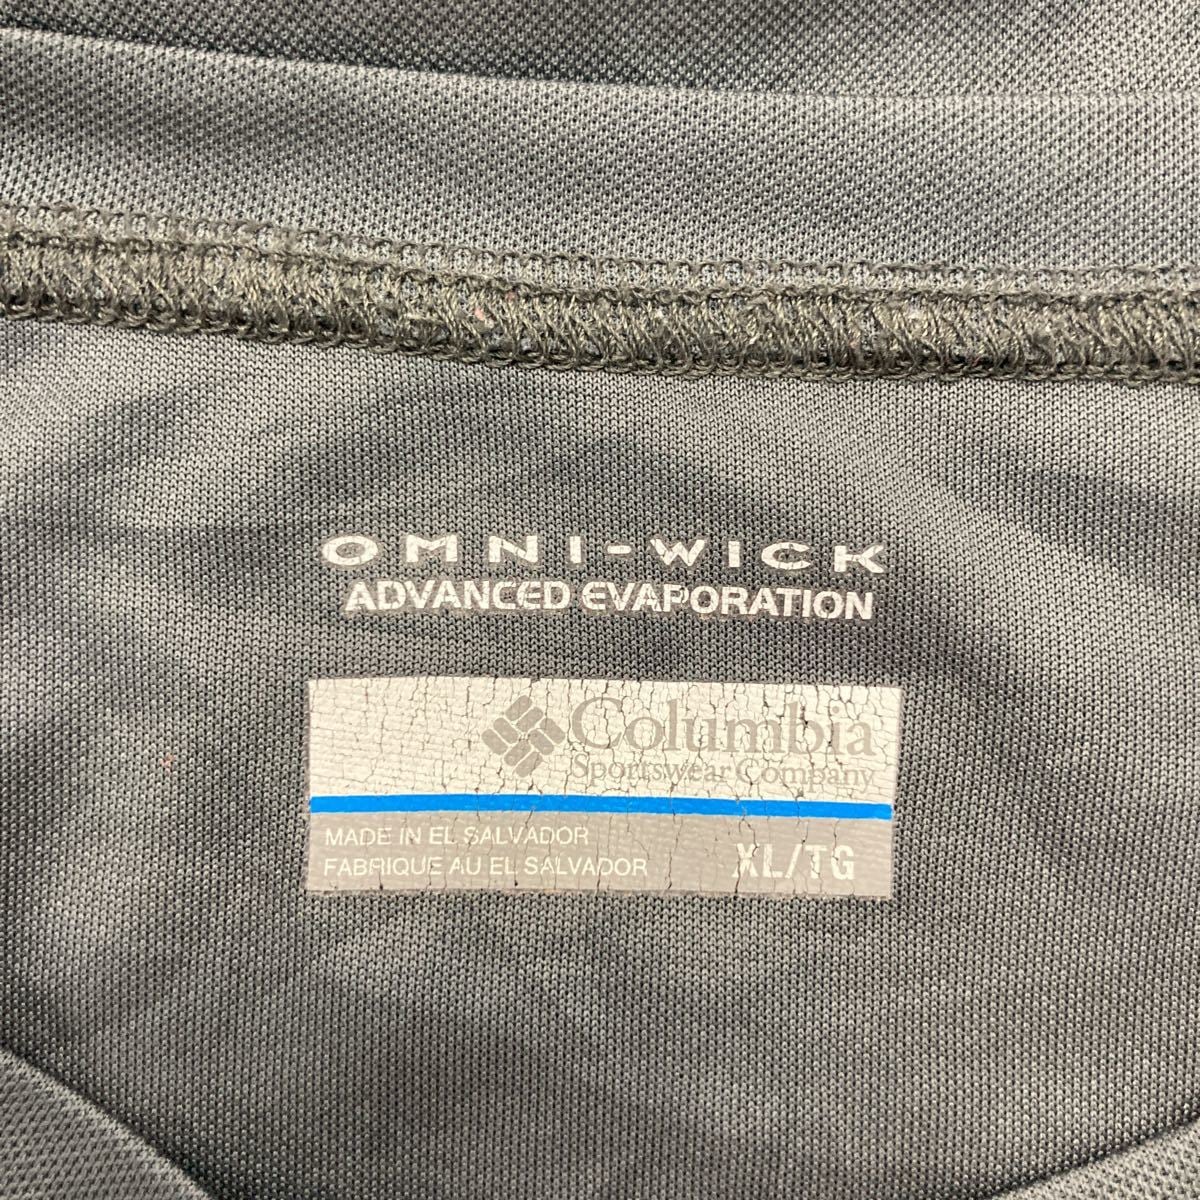 OMNI-WICK
ADVANCED EVAPORATION
Columbia
Sportswear Company
MADE IN EL SALVADOR
FABRIQUE AU EL SALVADOR
XL/TG